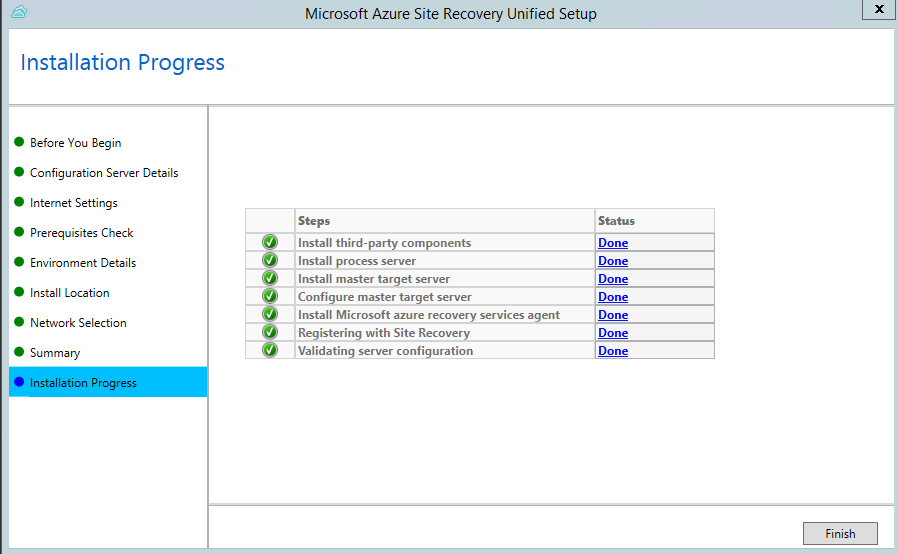 Microsoft Azure Site Recovery Unified Setup
x
Installation Progress
Before You Begin
Configuration Server Details
Internet Settings
Prerequisites Check
Environment Details
Install Location
Network Selection
Summary
Installation Progress
Steps Status
Install third-party components Done
Install process server Done
Install master target server Done
Configure master target server Done
Install Microsoft azure recovery services agent Done
Registering with Site Recovery Done
Validating server configuration Done
Finish